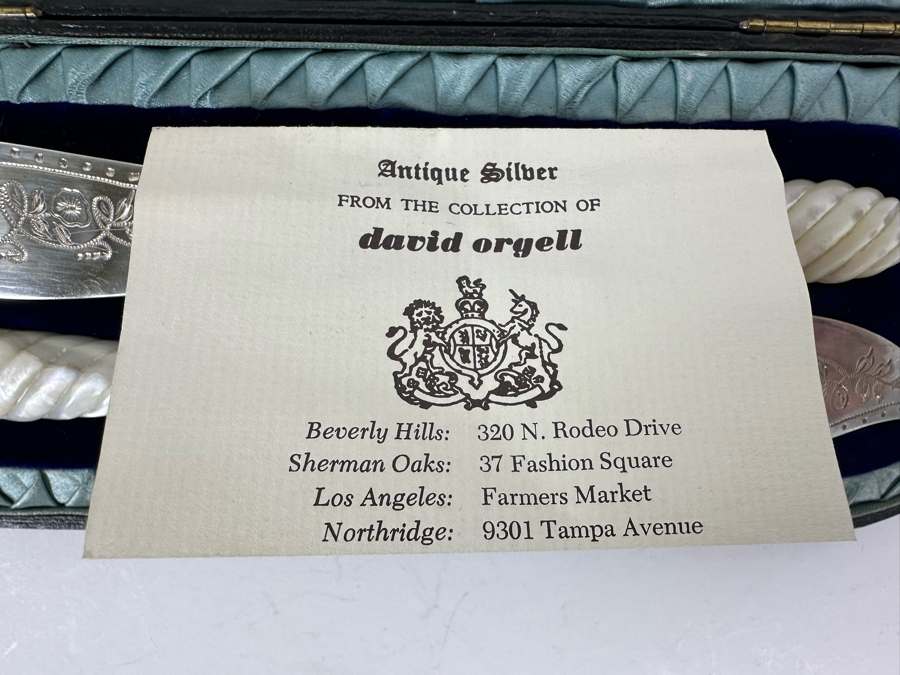 Antique Silver
FROM THE COLLECTION OF
david orgell
Beverly Hills: 320 N. Rodeo Drive
Sherman Oaks: 37 Fashion Square
Los Angeles: Farmers Market
Northridge: 9301 Tampa Avenue